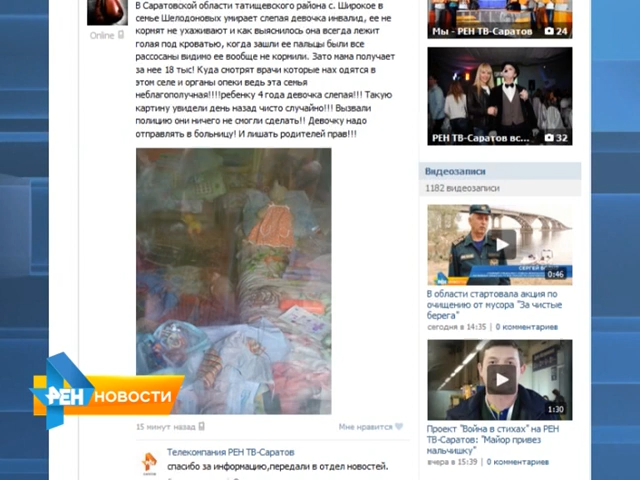 В Саратовской области татищевского района с. Широкое в
семье Шелодоновых умирает слепая девочка инвалид, ее не
кормят не ухаживают и как выяснилось она всегда лежит
голая под кроватью, когда зашли ее пальцы были все
рассосаны видимо ее вообще не кормили. Зато мама получает
за нее 18 тыс! Куда смотрят врачи которые нах одятся в
этом селе и органы опеки ведь эта семья
неблагополучная!!!!ребенку 4 года девочка слепая!!! Такую
картину увидели день назад чисто случайно!!! Вызвали
полицию они ничего не смогли сделать!! Девочку надо
отправлять в больницу! И лишать родителей прав!!!
Online
15 минут назад
Мне нравится
Телекомпания РЕН ТВ-Саратов
спасибо за информацию,передали в отдел новостей.
Мы - РЕН ТВ-Саратов 24
РЕН ТВ-Саратов вс... 32
Видеозаписи
1182 видеозаписи
0:46
В области стартовала акция по
очищению от мусора "За чистые
берега"
сегодня в 14:35 | 0 комментариев
1:30
Проект "Война в стихах" на РЕН
ТВ-Саратов: "Майор привез
мальчишку"
вчера в 15:39 | 0 комментариев
РЕН НОВОСТИ